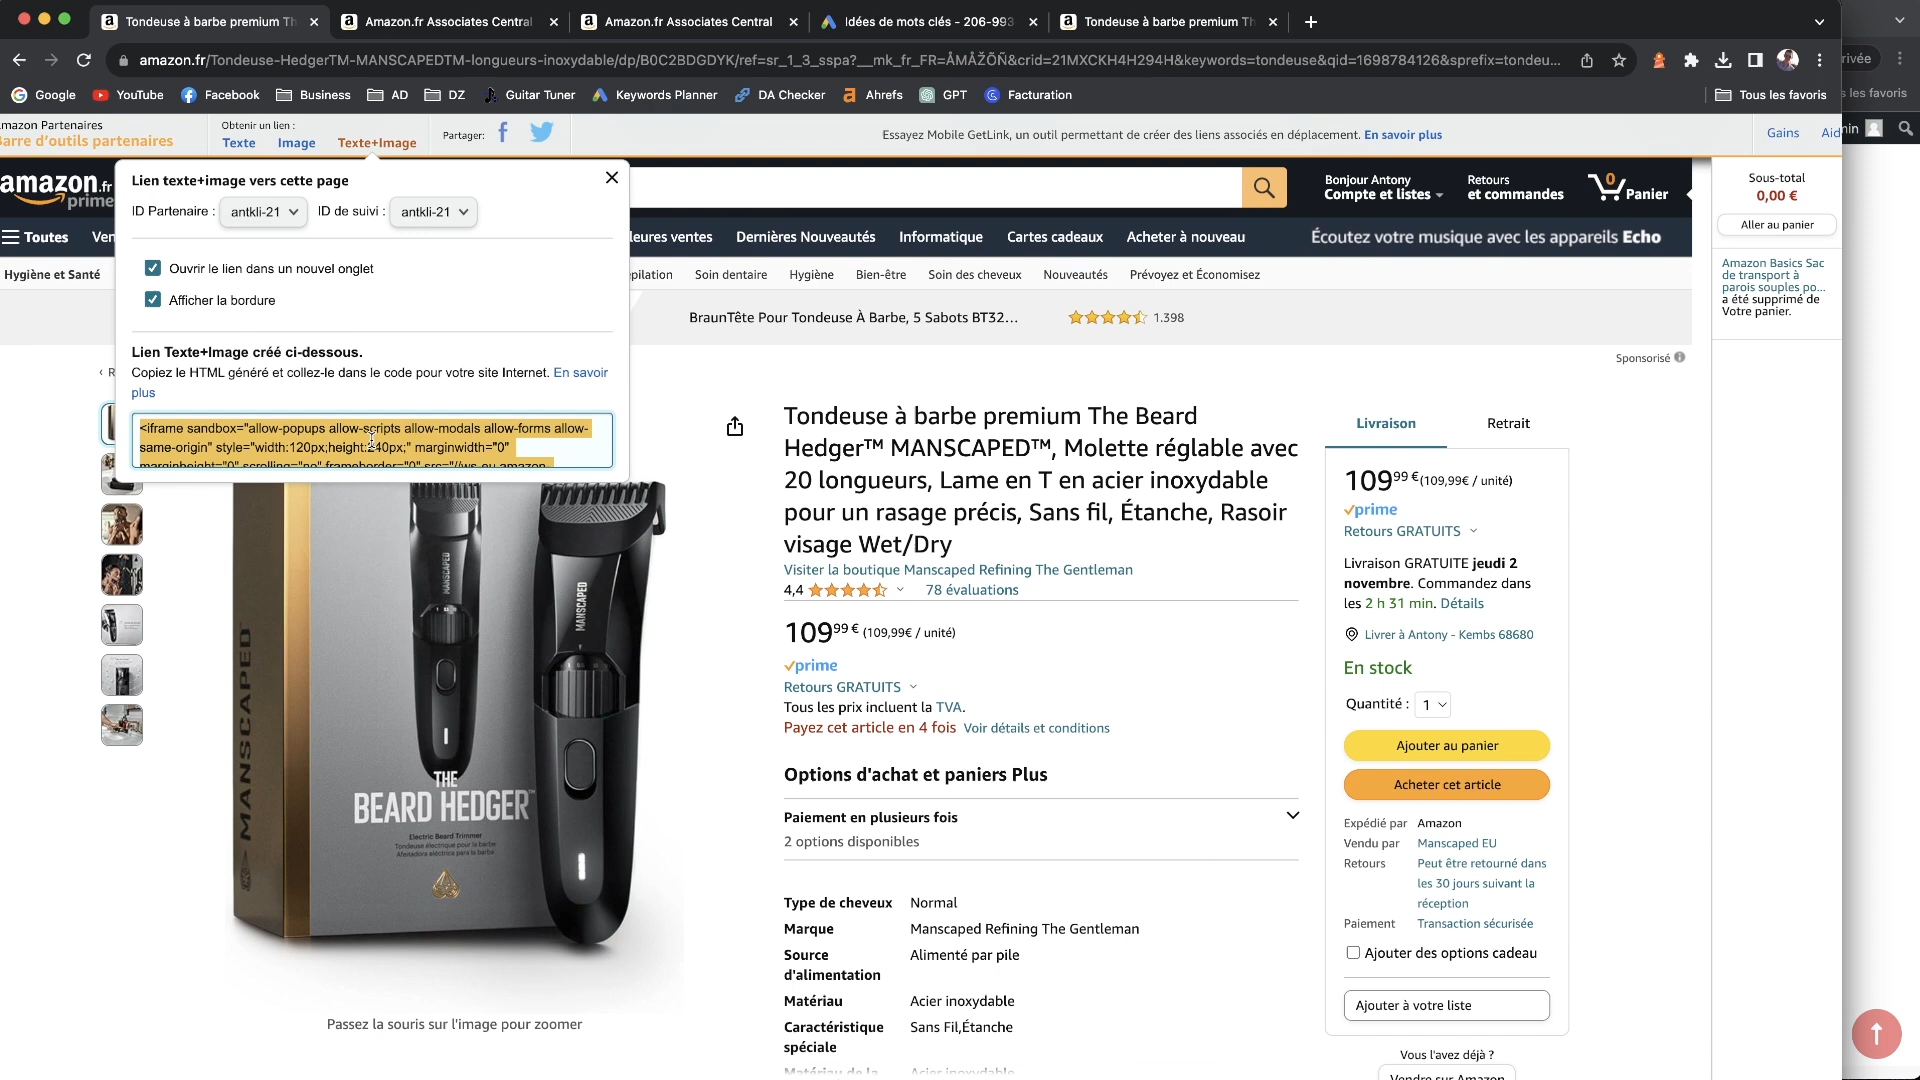 Tondeuse à barbe premium Th
Amazon.fr Associates Central
Amazon.fr Associates Central
Idées de mots clés - 206-993
Tondeuse à barbe premium Th
amazon.fr/Tondeuse-HedgerTM-MANSCAPEDTM-longueurs-inoxydable/dp/B0C2BDGDYK/ref=sr_1_3_sspa?__mk_fr_FR=ÅMÅŽÕÑ&crid=21MXCKH4H294H&keywords=tondeuse&qid=1698784126&sprefix=tondeu...
rivée
Google YouTube Facebook Business AD DZ Guitar Tuner Keywords Planner DA Checker Ahrefs GPT Facturation Tous les favoris
s les favoris
mazon Partenaires
arre d'outils partenaires
Obtenir un lien :
Texte Image Texte+Image
Partager:
Essayez Mobile GetLink, un outil permettant de créer des liens associés en déplacement. En savoir plus
Gains Aid
Lien texte+image vers cette page
ID Partenaire : antkli-21 ID de suivi : antkli-21
Ouvrir le lien dans un nouvel onglet
Afficher la bordure
Lien Texte+Image créé ci-dessous.
Copiez le HTML généré et collez-le dans le code pour votre site Internet. En savoir
plus
<iframe sandbox="allow-popups allow-scripts allow-modals allow-forms allow-
same-origin" style="width:120px;height:240px;" marginwidth="0"
marginheight="0" scrolling="no" frameborder="0" src="//ws-eu.amazon-
amazon.fr
prime
Bonjour Antony
Compte et listes
Retours
et commandes
0
Panier
Sous-total
0,00 €
Aller au panier
Amazon Basics Sac
de transport à
parois souples po...
a été supprimé de
Votre panier.
Toutes Ven
leures ventes Dernières Nouveautés Informatique Cartes cadeaux Acheter à nouveau
Écoutez votre musique avec les appareils Echo
Hygiène et Santé
pilation Soin dentaire Hygiène Bien-être Soin des cheveux Nouveautés Prévoyez et Économisez
BraunTête Pour Tondeuse À Barbe, 5 Sabots BT32... 1.398
Sponsorisé
‹ R
Tondeuse à barbe premium The Beard
Hedger™ MANSCAPED™, Molette réglable avec
20 longueurs, Lame en T en acier inoxydable
pour un rasage précis, Sans fil, Étanche, Rasoir
visage Wet/Dry
Visiter la boutique Manscaped Refining The Gentleman
4,4 78 évaluations
109,99 € (109,99€ / unité)
prime
Retours GRATUITS
Tous les prix incluent la TVA.
Payez cet article en 4 fois Voir détails et conditions
Options d'achat et paniers Plus
Paiement en plusieurs fois
2 options disponibles
Type de cheveux Normal
Marque Manscaped Refining The Gentleman
Source
d'alimentation
Alimenté par pile
Matériau Acier inoxydable
Caractéristique
spéciale
Sans Fil,Étanche
Matériau de la Acier inoxydable
MANSCAPED
MANSCAPED
MANSCAPED
THE
BEARD HEDGER™
Electric Beard Trimmer
Tondeuse électrique pour la barbe
Afeitadora eléctrica para la barba
Passez la souris sur l'image pour zoomer
Livraison Retrait
109,99 € (109,99€ / unité)
prime
Retours GRATUITS
Livraison GRATUITE jeudi 2
novembre. Commandez dans
les 2 h 31 min. Détails
Livrer à Antony - Kembs 68680
En stock
Quantité : 1
Ajouter au panier
Acheter cet article
Expédié par Amazon
Vendu par Manscaped EU
Retours Peut être retourné dans
les 30 jours suivant la
réception
Paiement Transaction sécurisée
Ajouter des options cadeau
Ajouter à votre liste
Vous l'avez déjà ?
Vendre sur Amazon